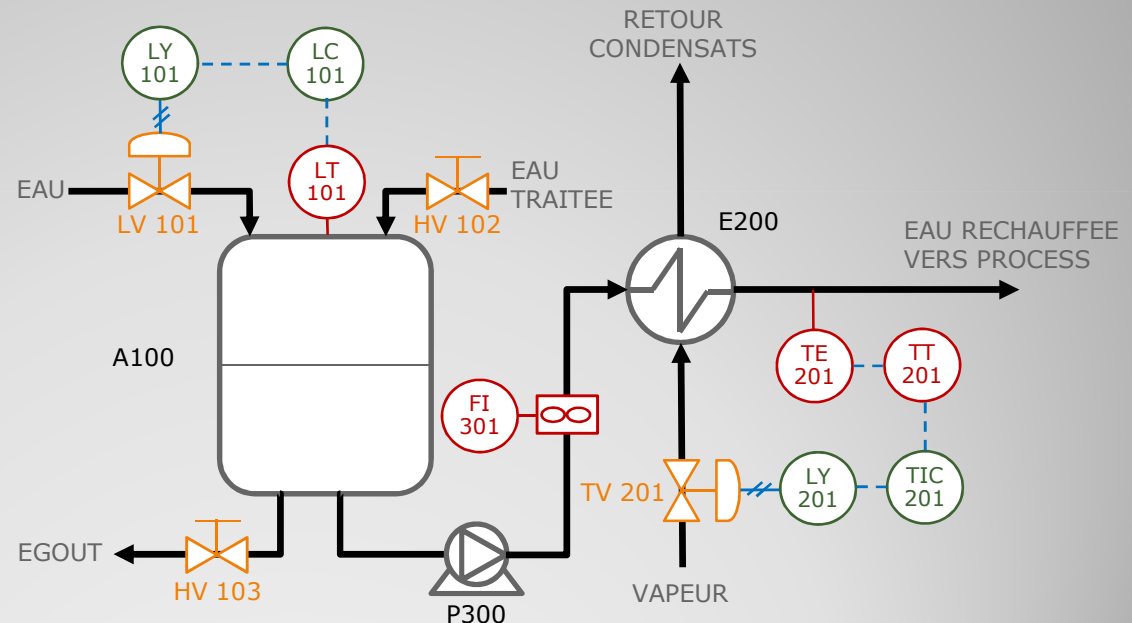 RETOUR
CONDENSATS
LY
101
LC
101
LT
101
EAU
LV 101
HV 102
EAU
TRAITEE
E200
EAU RECHAUFFEE
VERS PROCESS
A100
TE
201
TT
201
FI
301
TV 201
LY
201
TIC
201
EGOUT
HV 103
P300
VAPEUR